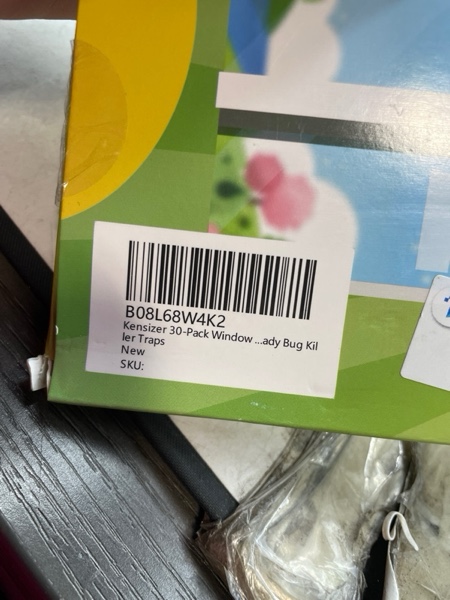 B08L68W4K2
Kensizer 30-Pack Window ...ady Bug Kil
ler Traps
New
SKU: